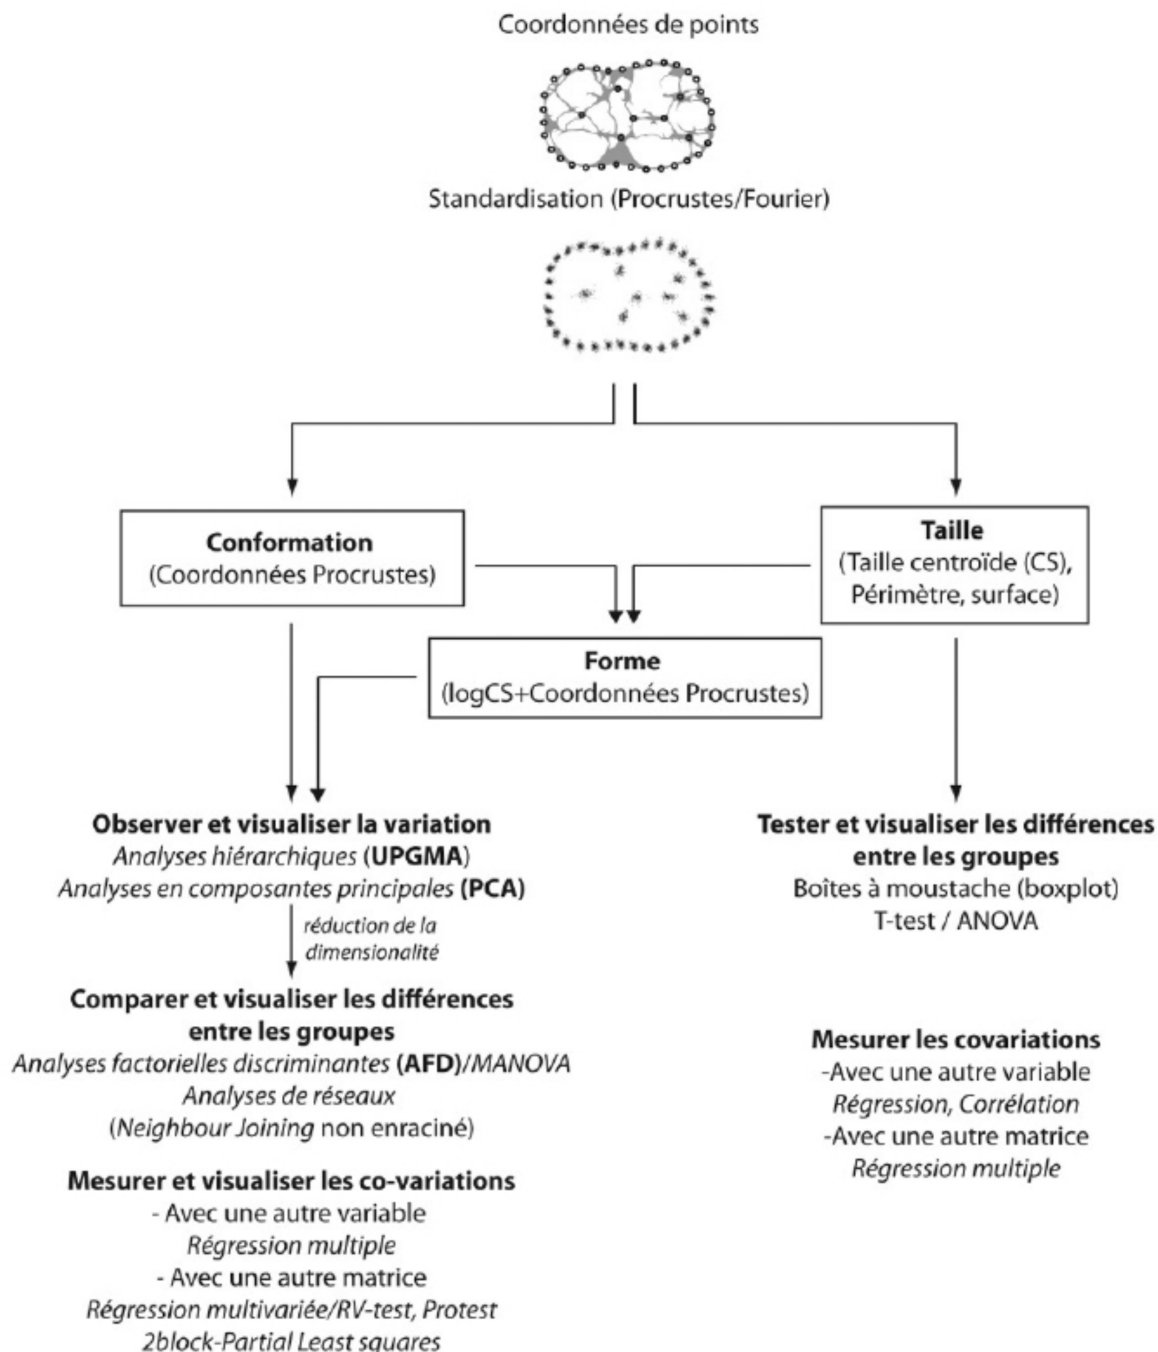 Coordonnées de points
Standardisation (Procrustes/Fourier)
Conformation
(Coordonnées Procrustes)
Taille
(Taille centroïde (CS),
Périmètre, surface)
Forme
(logCS+Coordonnées Procrustes)
Observer et visualiser la variation
Analyses hiérarchiques (UPGMA)
Analyses en composantes principales (PCA)
réduction de la
dimensionalité
Comparer et visualiser les différences
entre les groupes
Analyses factorielles discriminantes (AFD)/MANOVA
Analyses de réseaux
(Neighbour Joining non enraciné)
Mesurer et visualiser les co-variations
- Avec une autre variable
Régression multiple
- Avec une autre matrice
Régression multivariée/RV-test, Protest
2block-Partial Least squares
Tester et visualiser les différences
entre les groupes
Boîtes à moustache (boxplot)
T-test / ANOVA
Mesurer les covariations
-Avec une autre variable
Régression, Corrélation
-Avec une autre matrice
Régression multiple